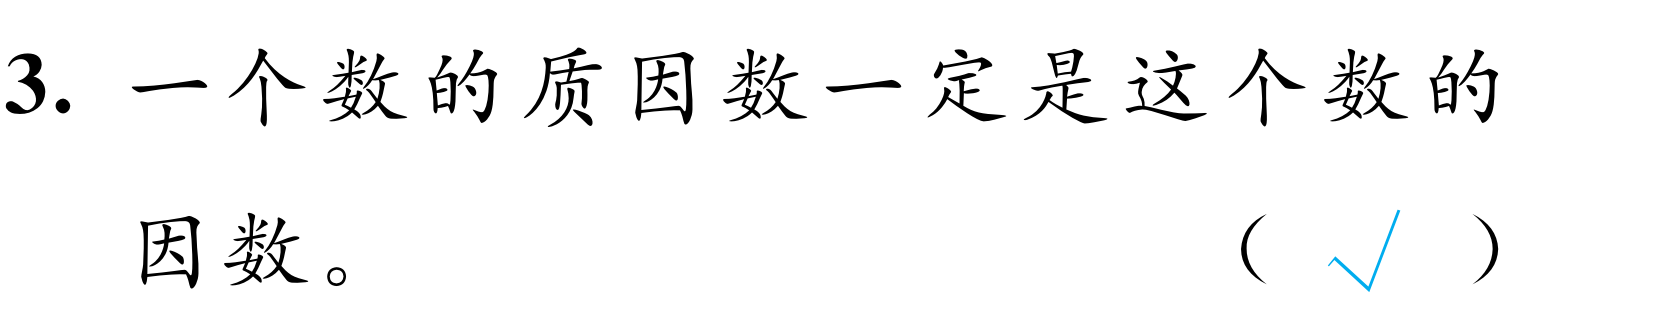 3. 一个数的质因数一定是这个数的
因数。 （ √ ）